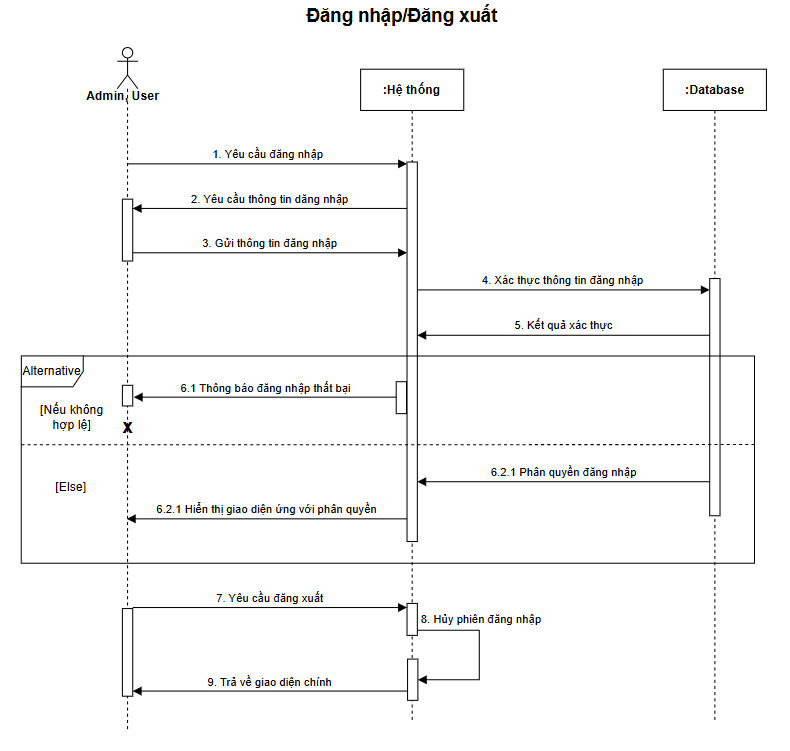 Đăng nhập/Đăng xuất
Admin, User
:Hệ thống
:Database
1. Yêu cầu đăng nhập
2. Yêu cầu thông tin dăng nhập
3. Gửi thông tin đăng nhập
4. Xác thực thông tin đăng nhập
5. Kết quả xác thực
Alternative
6.1 Thông báo đăng nhập thất bại
[Nếu không
hợp lệ]
X
6.2.1 Phân quyền đăng nhập
[Else]
6.2.1 Hiển thị giao diện ứng với phân quyền
7. Yêu cầu đăng xuất
8. Hủy phiên đăng nhập
9. Trả về giao diện chính